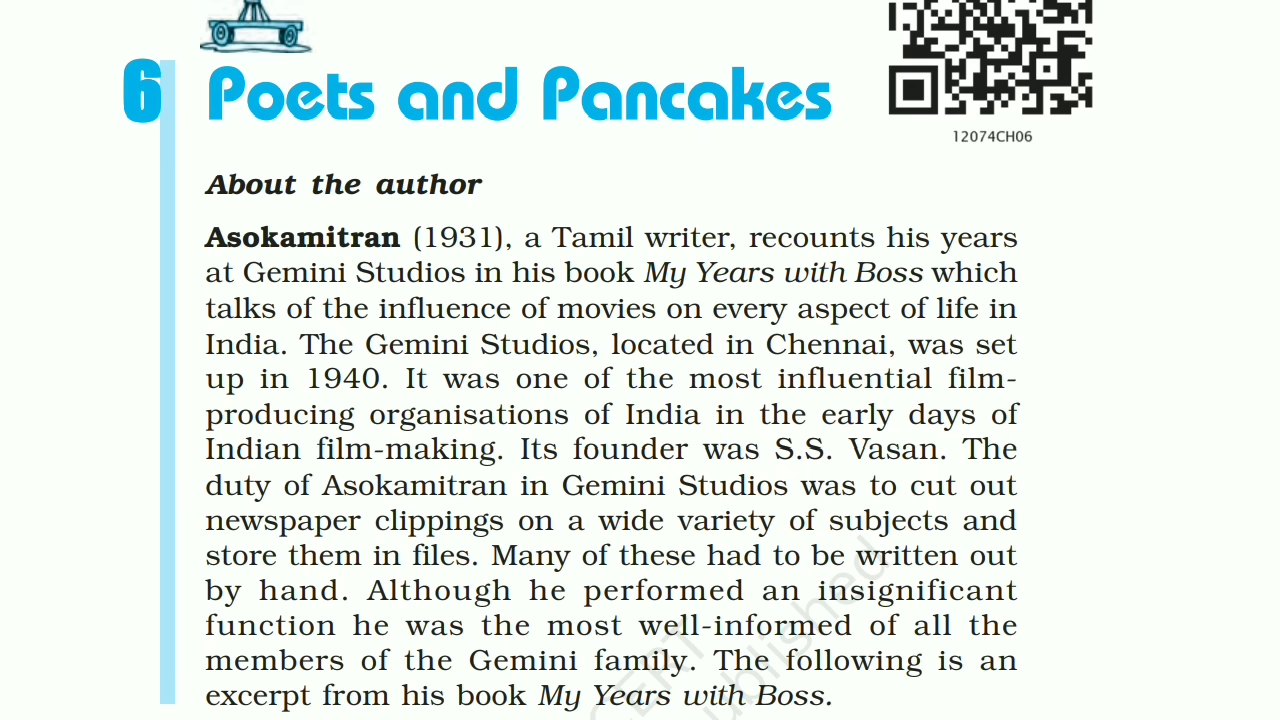 6 Poets and Pancakes
12074CH06
About the author
Asokamitran (1931), a Tamil writer, recounts his years
at Gemini Studios in his book My Years with Boss which
talks of the influence of movies on every aspect of life in
India. The Gemini Studios, located in Chennai, was set
up in 1940. It was one of the most influential film-
producing organisations of India in the early days of
Indian film-making. Its founder was S.S. Vasan. The
duty of Asokamitran in Gemini Studios was to cut out
newspaper clippings on a wide variety of subjects and
store them in files. Many of these had to be written out
by hand. Although he performed an insignificant
function he was the most well-informed of all the
members of the Gemini family. The following is an
excerpt from his book My Years with Boss.